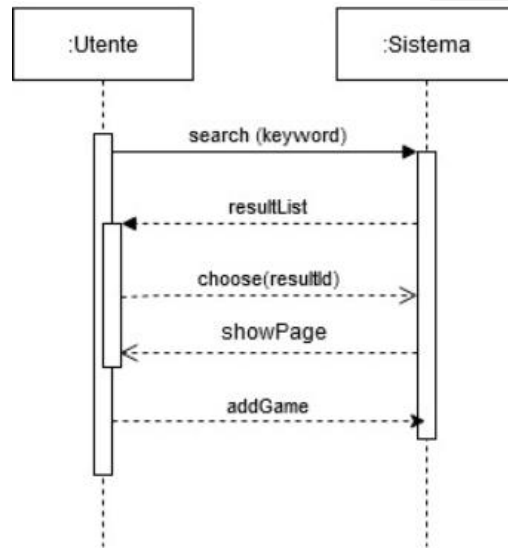 :Utente
:Sistema
search (keyword)
resultList
choose(resultId)
showPage
addGame